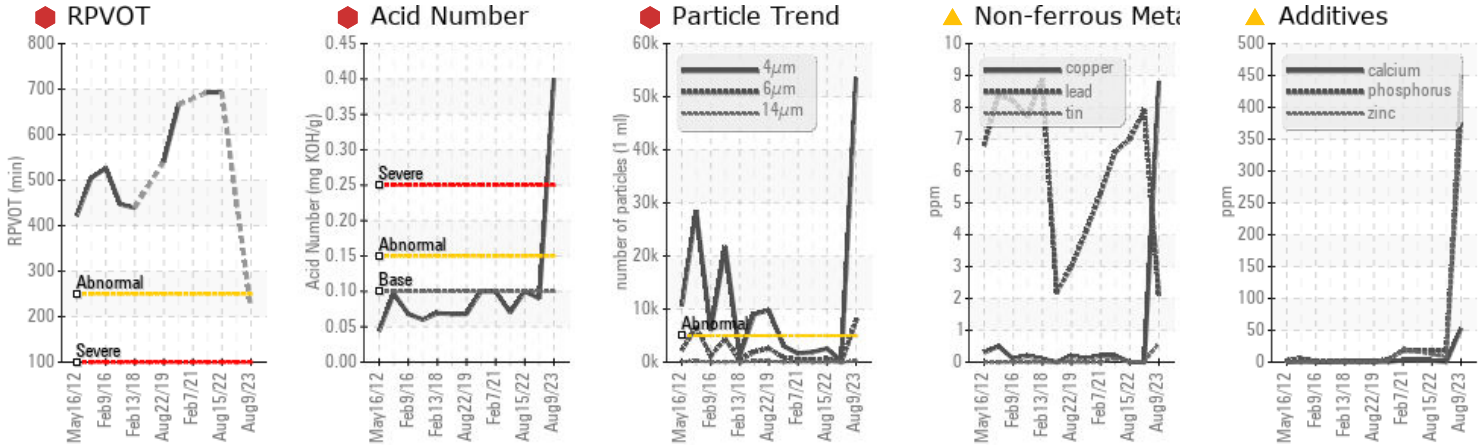 RPVOT
800
700
600
500
400
300
200
100
RPVOT (min)
Abnormal
Severe
May16/12
Feb9/16
Feb13/18
Aug22/19
Feb7/21
Aug15/22
Aug9/23
Acid Number
0.45
0.40
0.35
0.30
0.25
0.20
0.15
0.10
0.05
0.00
Acid Number (mg KOH/g)
Severe
Abnormal
Base
May16/12
Feb9/16
Feb13/18
Aug22/19
Feb7/21
Aug15/22
Aug9/23
Particle Trend
60k
50k
40k
30k
20k
10k
0k
number of particles (1 ml)
4µm
6µm
14µm
Abnormal
May16/12
Feb9/16
Feb13/18
Aug22/19
Feb7/21
Aug15/22
Aug9/23
Non-ferrous Meta
10
9
8
7
6
5
4
3
2
1
0
ppm
copper
lead
tin
May16/12
Feb9/16
Feb13/18
Aug22/19
Feb7/21
Aug15/22
Aug9/23
Additives
500
450
400
350
300
250
200
150
100
50
0
ppm
calcium
phosphorus
zinc
May16/12
Feb9/16
Feb13/18
Aug22/19
Feb7/21
Aug15/22
Aug9/23